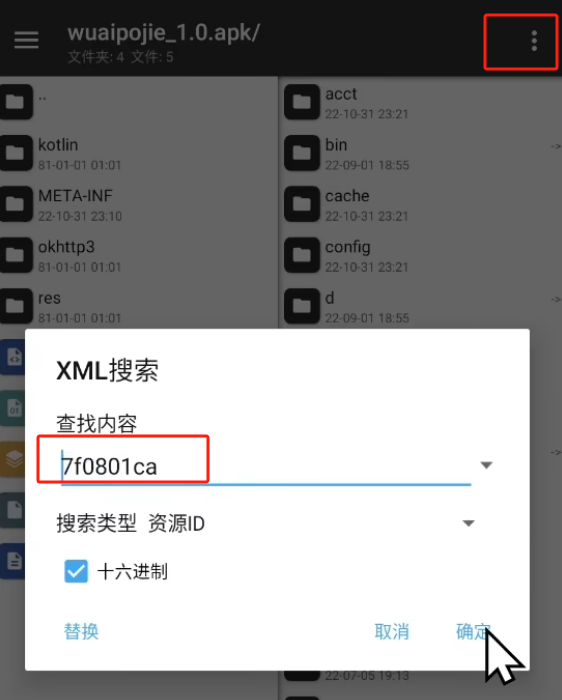 wuaipojie_1.0.apk/
文件夹: 4 文件: 5
..
kotlin
81-01-01 01:01
META-INF
22-10-31 23:10
okhttp3
81-01-01 01:01
res
81-01-01 01:01
acct
22-10-31 23:21
bin
22-09-01 18:55
->
cache
22-10-31 23:21
config
22-10-31 23:21
d
22-09-01 18:55
->
->
XML搜索
查找内容
7f0801ca
搜索类型 资源ID
十六进制
替换 取消 确定
22-07-05 19:13